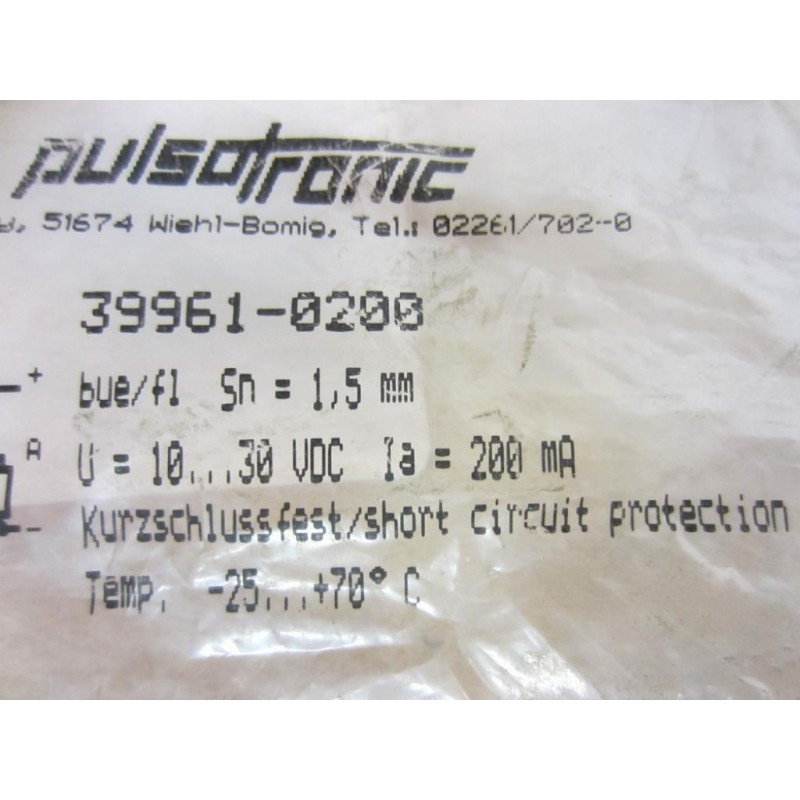 pulsotronic
51674 Wiehl-Bomig, Tel.: 02261/702-0
39961-0200
+ bue/fl Sn = 1,5 mm
A U = 10...30 VDC Ia = 200 mA
- Kurzschlussfest/short circuit protection
Temp. -25...+70° C